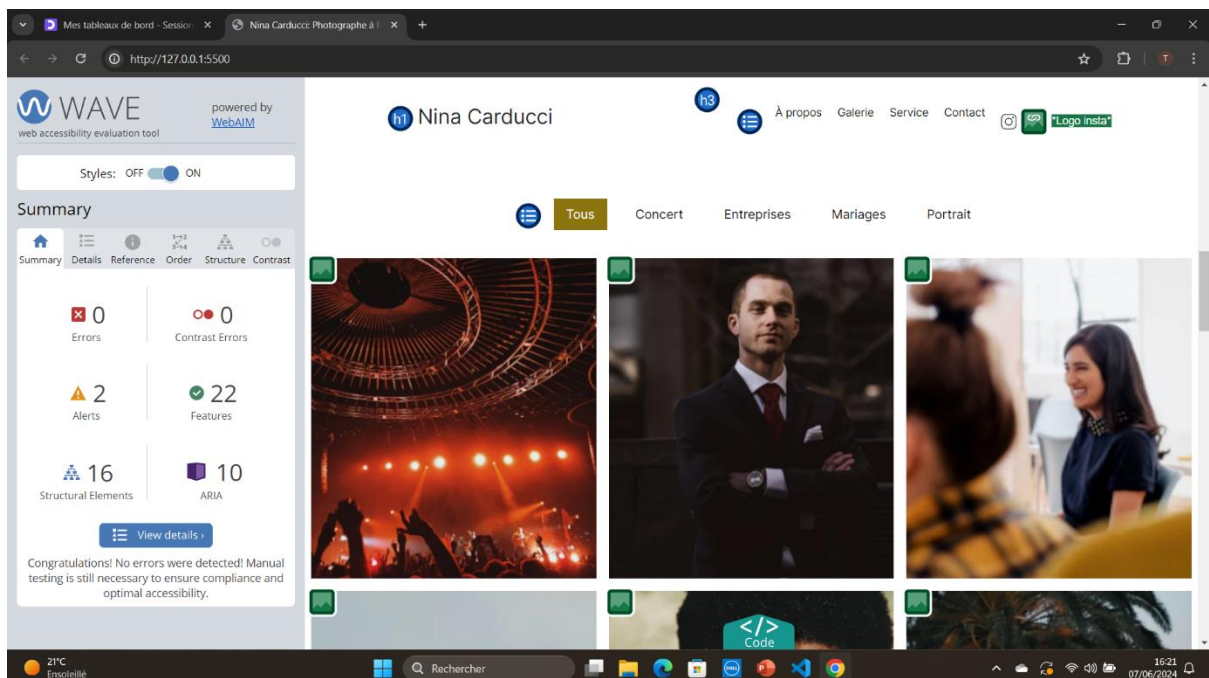 Mes tableaux de bord - Session
Nina Carducci: Photographe à
http://127.0.0.1:5500
T
WAVE
web accessibility evaluation tool
powered by
WebAIM
Styles: OFF ON
Summary
Summary Details Reference Order Structure Contrast
0
Errors
0
Contrast Errors
2
Alerts
22
Features
16
Structural Elements
10
ARIA
View details ›
Congratulations! No errors were detected! Manual
testing is still necessary to ensure compliance and
optimal accessibility.
h1 Nina Carducci
h3
À propos Galerie Service Contact
*Logo insta*
Tous Concert Entreprises Mariages Portrait
</>
Code
21°C
Ensoleillé
Rechercher
16:21
07/06/2024